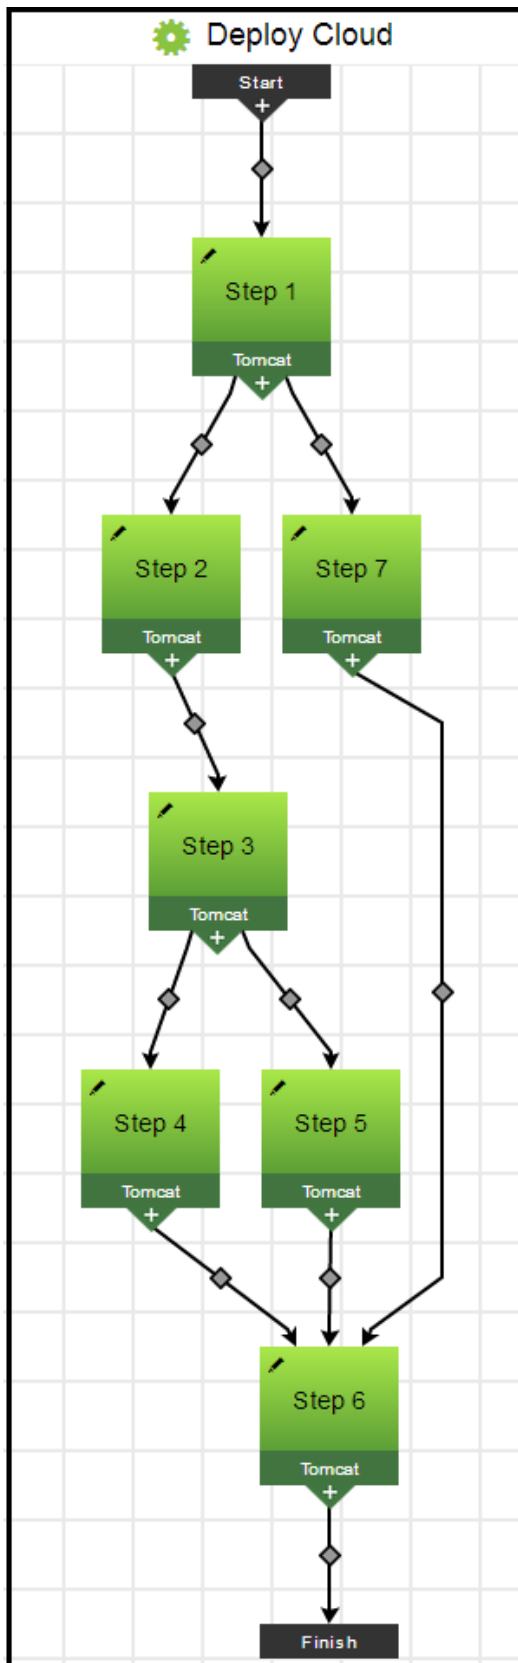 Deploy Cloud
Start
Step 1
Tomcat
Step 2
Tomcat
Step 7
Tomcat
Step 3
Tomcat
Step 4
Tomcat
Step 5
Tomcat
Step 6
Tomcat
Finish